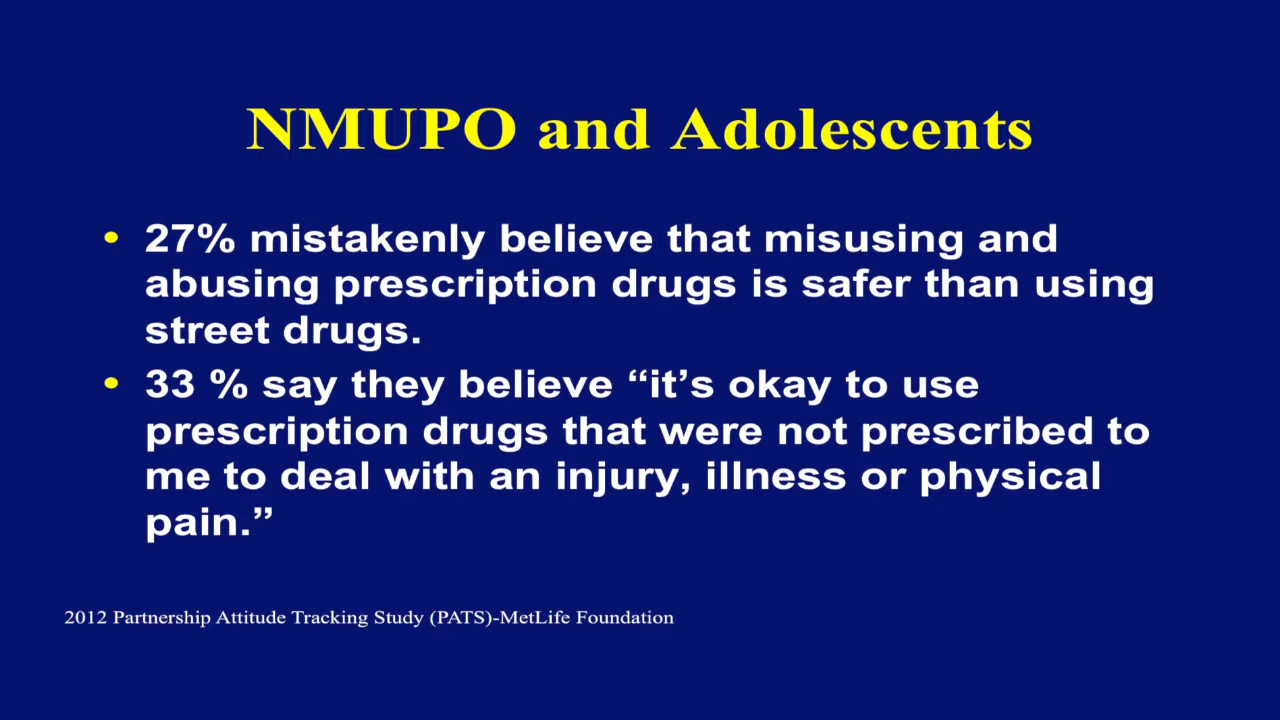 NMUPO and Adolescents
• 27% mistakenly believe that misusing and
abusing prescription drugs is safer than using
street drugs.
• 33 % say they believe “it’s okay to use
prescription drugs that were not prescribed to
me to deal with an injury, illness or physical
pain.”
2012 Partnership Attitude Tracking Study (PATS)-MetLife Foundation